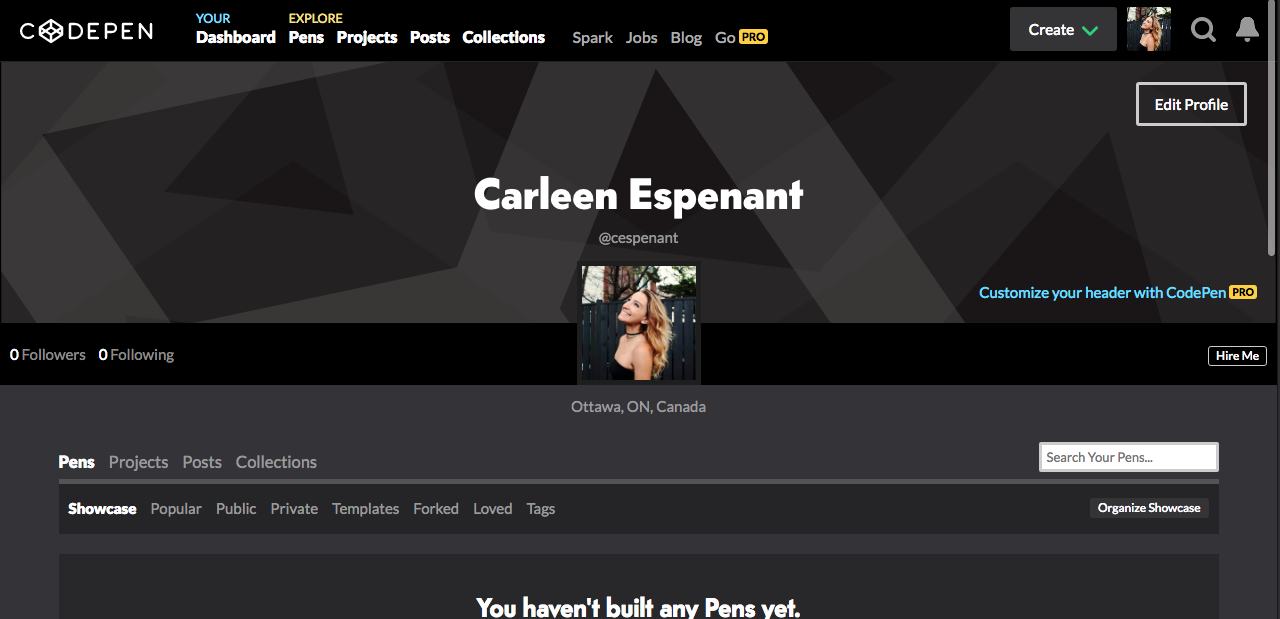 CODEPEN
YOUR
Dashboard
EXPLORE
Pens Projects Posts Collections
Spark Jobs Blog Go PRO
Create
Edit Profile
Carleen Espenant
@cespenant
Customize your header with CodePen PRO
0 Followers 0 Following
Hire Me
Ottawa, ON, Canada
Pens Projects Posts Collections
Search Your Pens...
Showcase Popular Public Private Templates Forked Loved Tags
Organize Showcase
You haven't built any Pens yet.